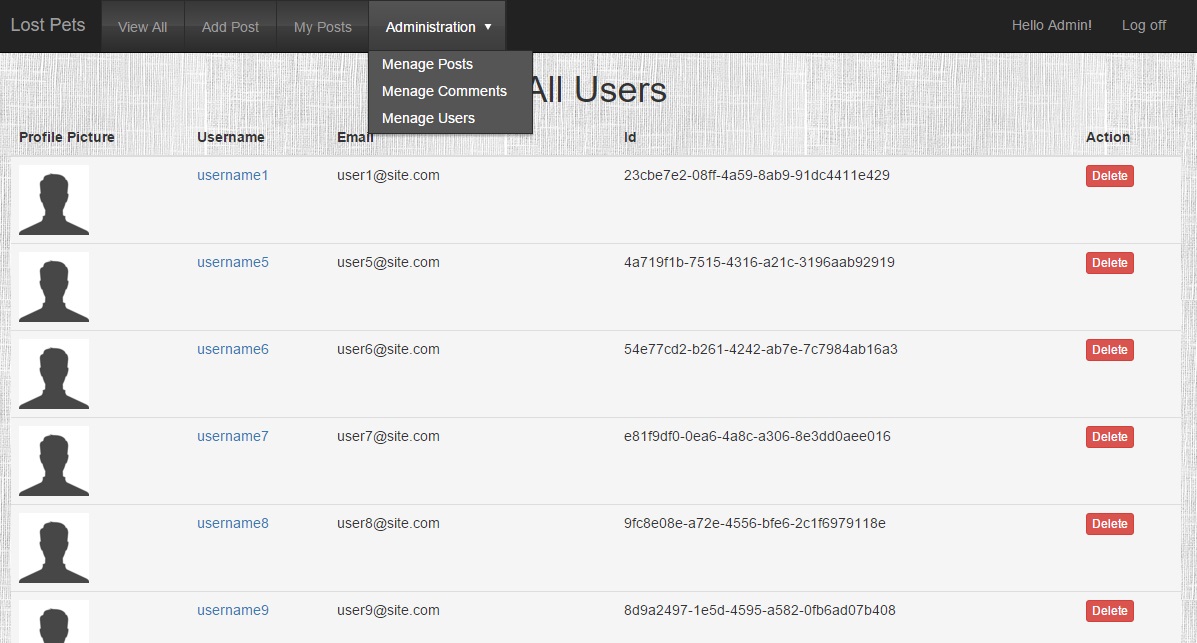 Lost Pets View All Add Post My Posts Administration ▼ Hello Admin! Log off
Menage Posts
Menage Comments
Menage Users
All Users
Profile Picture Username Email Id Action
username1 user1@site.com 23cbe7e2-08ff-4a59-8ab9-91dc4411e429 Delete
username5 user5@site.com 4a719f1b-7515-4316-a21c-3196aab92919 Delete
username6 user6@site.com 54e77cd2-b261-4242-ab7e-7c7984ab16a3 Delete
username7 user7@site.com e81f9df0-0ea6-4a8c-a306-8e3dd0aee016 Delete
username8 user8@site.com 9fc8e08e-a72e-4556-bfe6-2c1f6979118e Delete
username9 user9@site.com 8d9a2497-1e5d-4595-a582-0fb6ad07b408 Delete